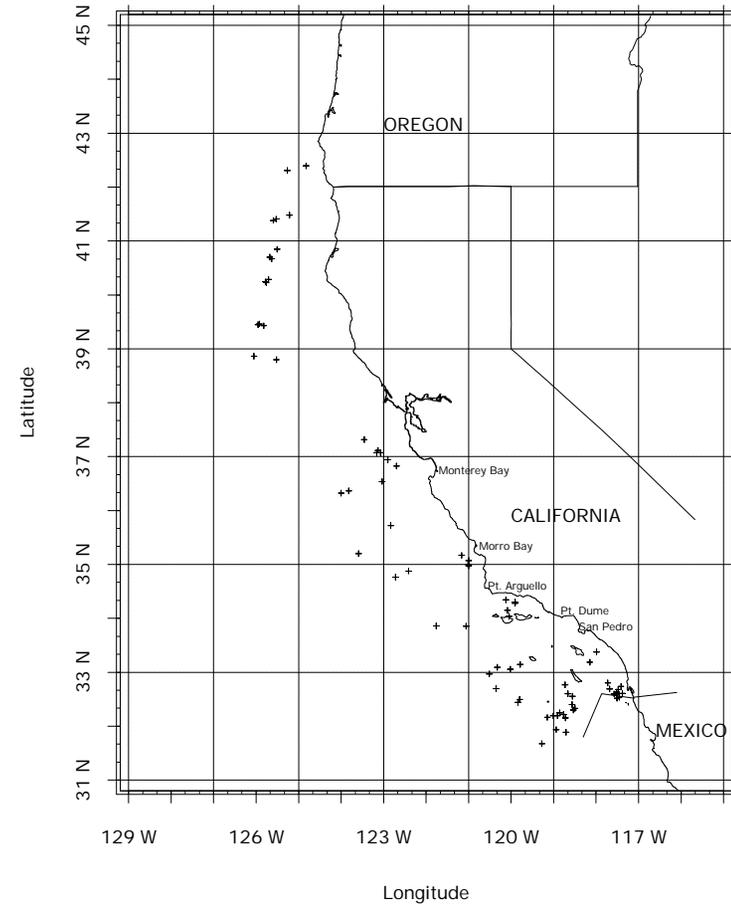 45 N
43 N
OREGON
41 N
39 N
Latitude
37 N
Monterey Bay
CALIFORNIA
Morro Bay
35 N
Pt. Arguello
Pt. Dume
San Pedro
33 N
MEXICO
31 N
129 W 126 W 123 W 120 W 117 W
Longitude